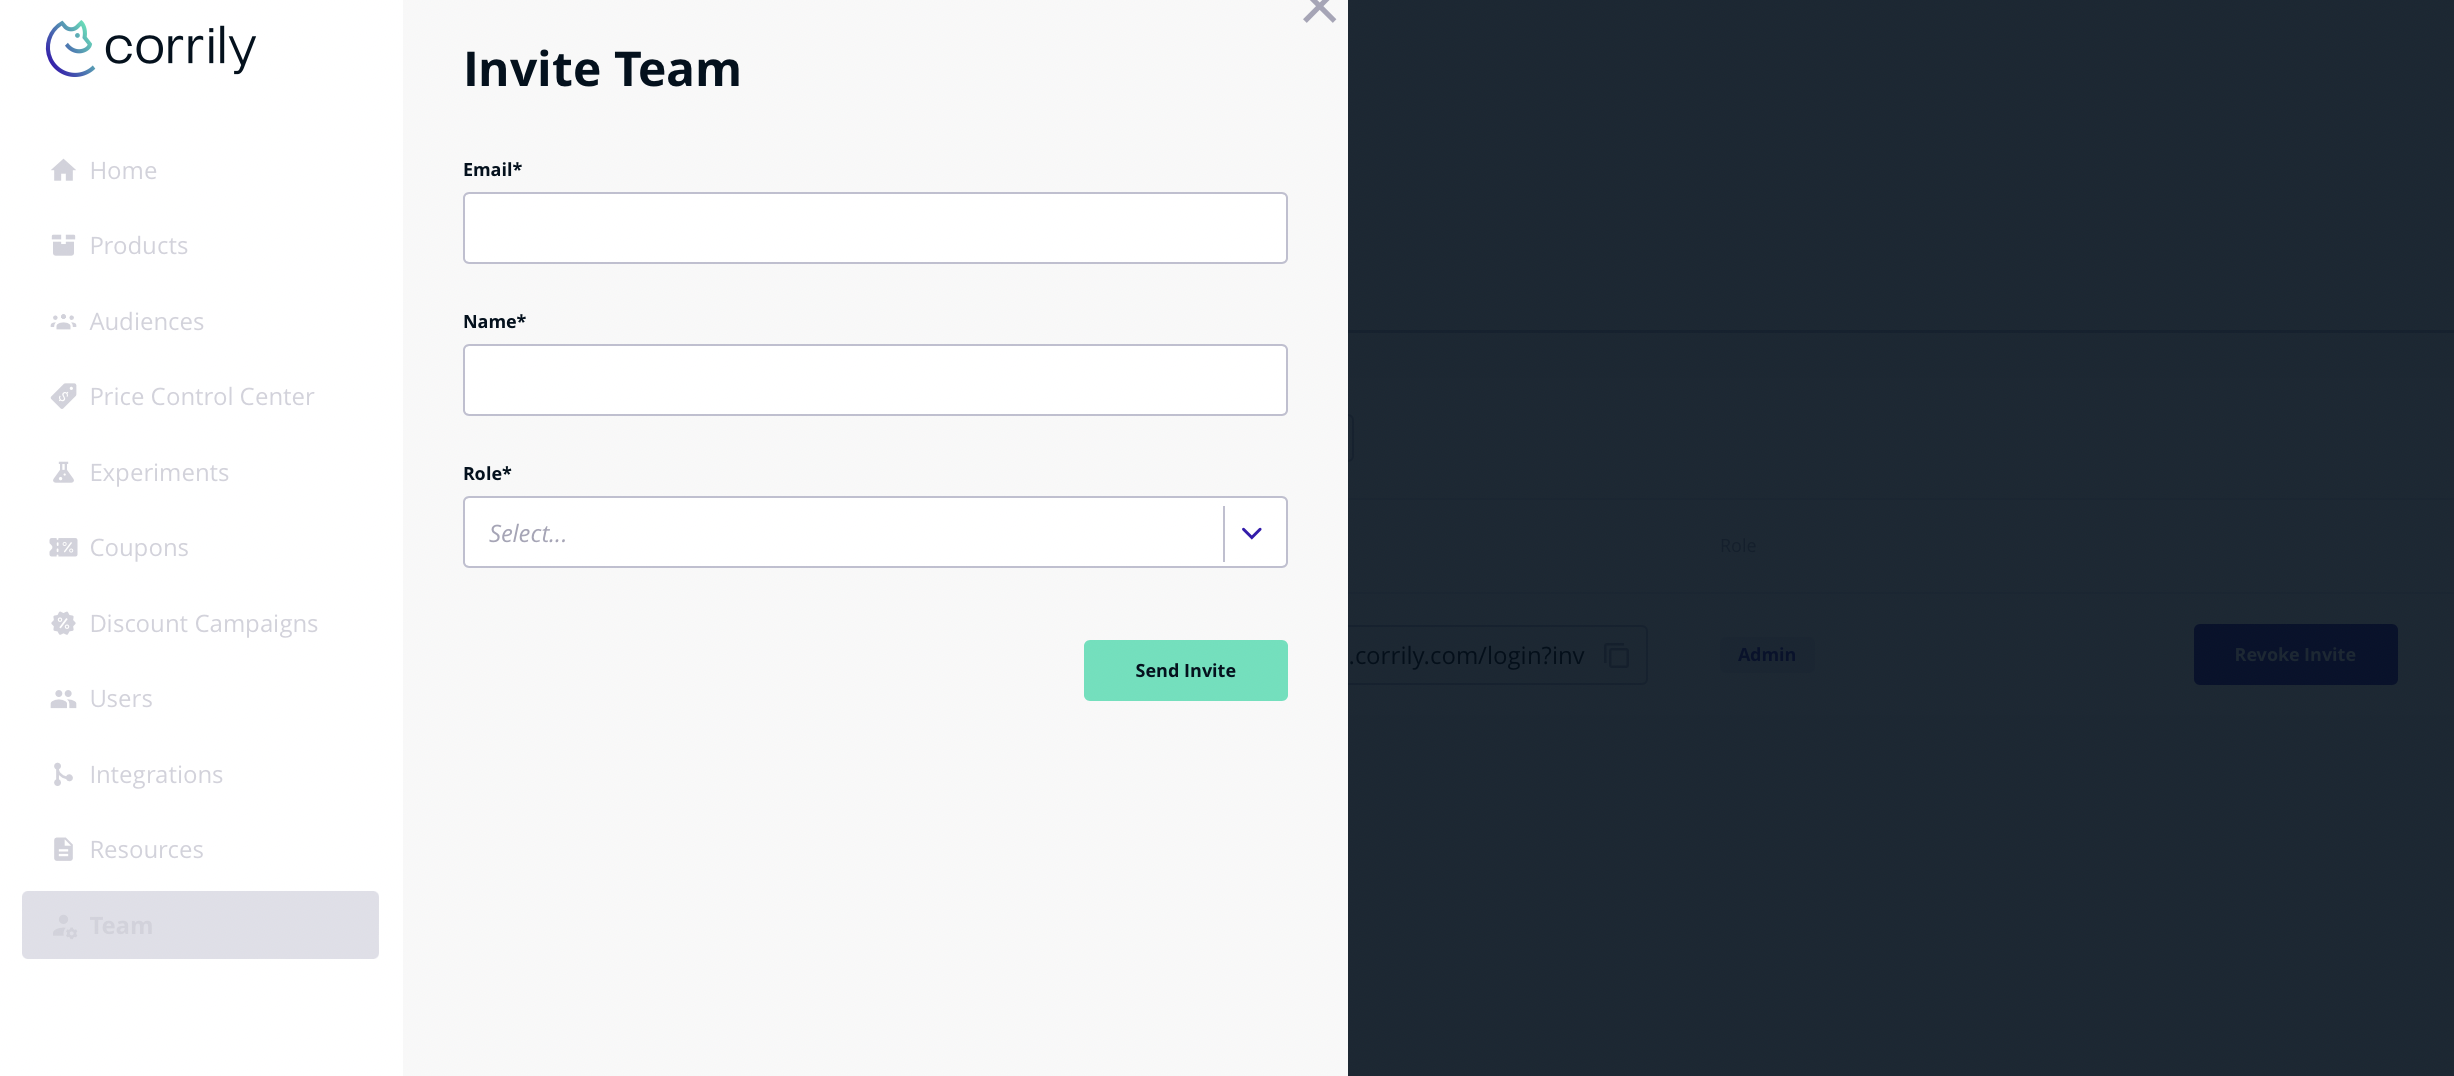 corrily
Home
Products
Audiences
Price Control Center
Experiments
Coupons
Discount Campaigns
Users
Integrations
Resources
Team
Invite Team
Email*
Name*
Role*
Select...
Send Invite
Role
.corrily.com/login?inv
Admin
Revoke Invite